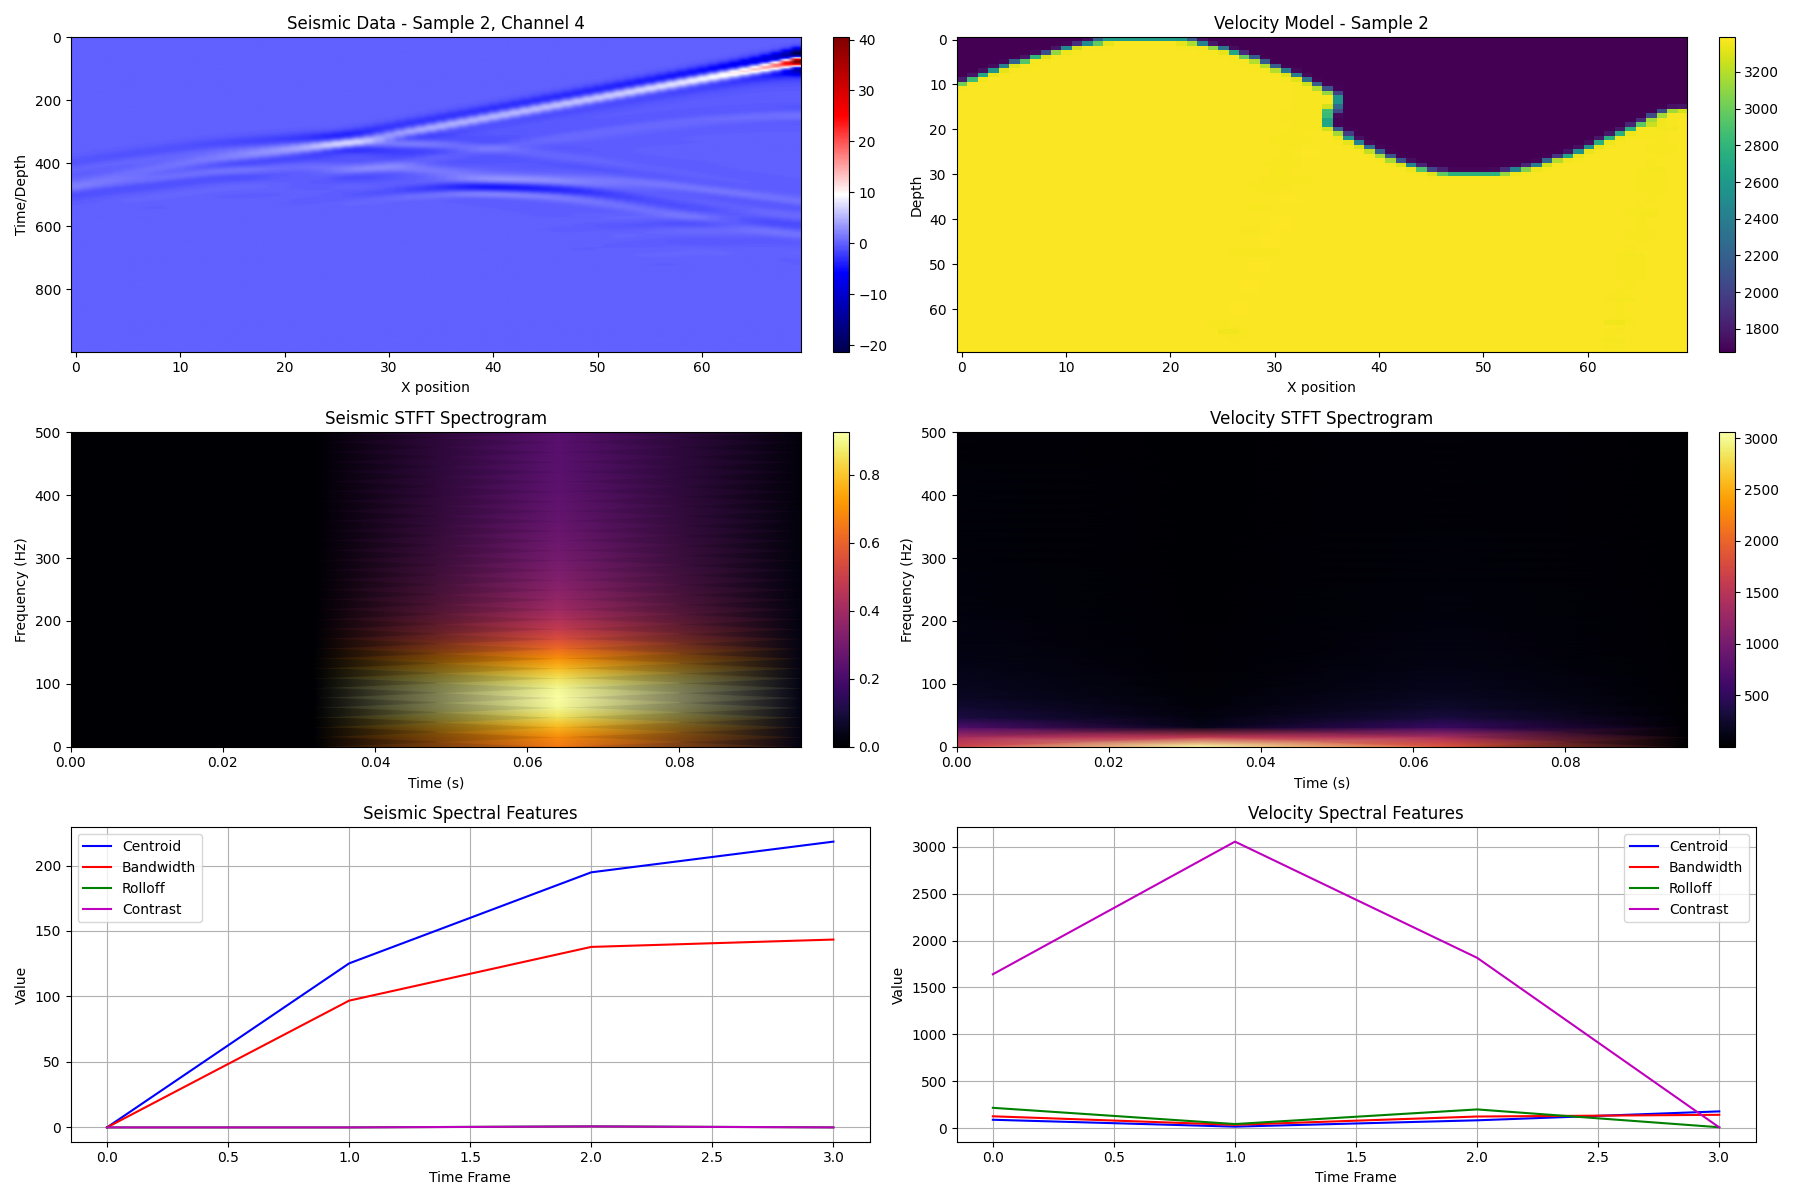 Seismic Data - Sample 2, Channel 4
Time/Depth
0
200
400
600
800
0 10 20 30 40 50 60
X position
40
30
20
10
0
−10
−20
Velocity Model - Sample 2
Depth
0
10
20
30
40
50
60
0 10 20 30 40 50 60
X position
3200
3000
2800
2600
2400
2200
2000
1800
Seismic STFT Spectrogram
Frequency (Hz)
500
400
300
200
100
0
0.00 0.02 0.04 0.06 0.08
Time (s)
0.8
0.6
0.4
0.2
0.0
Velocity STFT Spectrogram
Frequency (Hz)
500
400
300
200
100
0
0.00 0.02 0.04 0.06 0.08
Time (s)
3000
2500
2000
1500
1000
500
Seismic Spectral Features
Value
200
150
100
50
0
Centroid
Bandwidth
Rolloff
Contrast
0.0 0.5 1.0 1.5 2.0 2.5 3.0
Time Frame
Velocity Spectral Features
Value
3000
2500
2000
1500
1000
500
0
Centroid
Bandwidth
Rolloff
Contrast
0.0 0.5 1.0 1.5 2.0 2.5 3.0
Time Frame